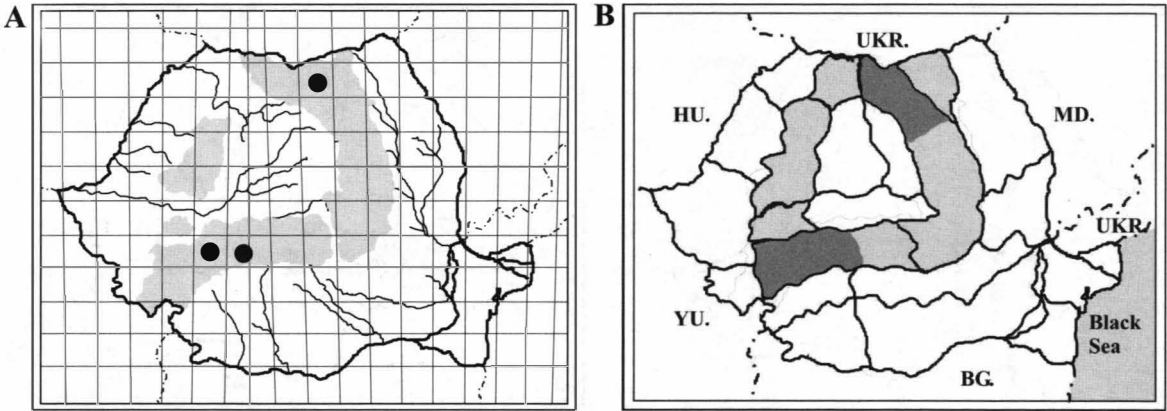 A
B
UKR.
HU.
MD.
UKR.
YU.
Black
Sea
BG.